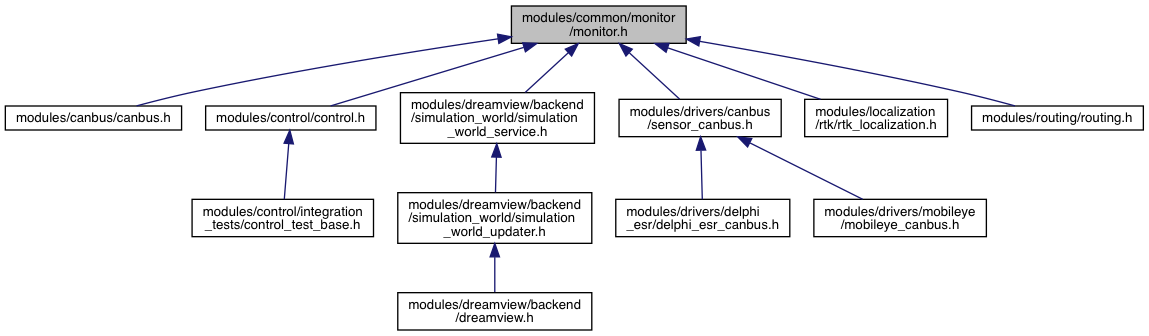 modules/common/monitor
/monitor.h
modules/canbus/canbus.h
modules/control/control.h
modules/dreamview/backend
/simulation_world/simulation
_world_service.h
modules/drivers/canbus
/sensor_canbus.h
modules/localization
/rtk/rtk_localization.h
modules/routing/routing.h
modules/control/integration
_tests/control_test_base.h
modules/dreamview/backend
/simulation_world/simulation
_world_updater.h
modules/drivers/delphi
_esr/delphi_esr_canbus.h
modules/drivers/mobileye
/mobileye_canbus.h
modules/dreamview/backend
/dreamview.h